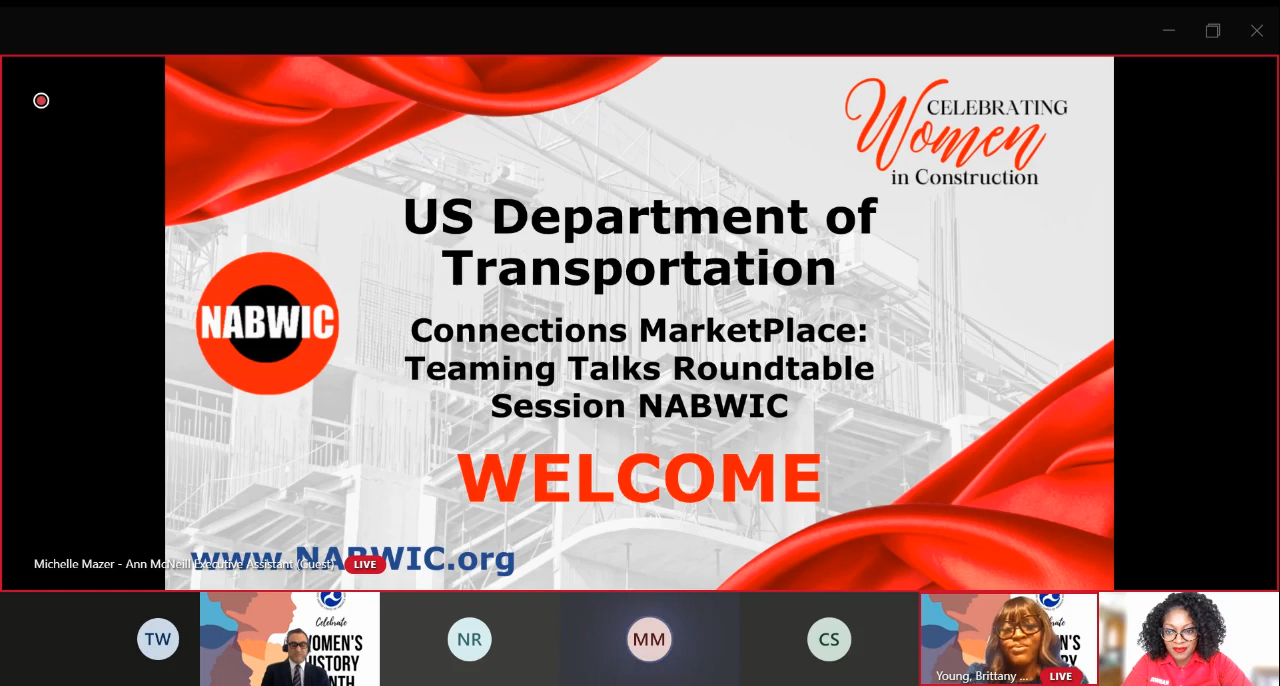 CELEBRATING
Women
in Construction
US Department of
Transportation
NABWIC
Connections MarketPlace:
Teaming Talks Roundtable
Session NABWIC
WELCOME
www.NABWIC.org
Michelle Mazer - Ann McNeill Executive Assistant (Guest)
LIVE
TW
Celebrate
WOMEN'S
HISTORY
MONTH
NR
MM
CS
Celebrate
Young, Brittany ...
LIVE